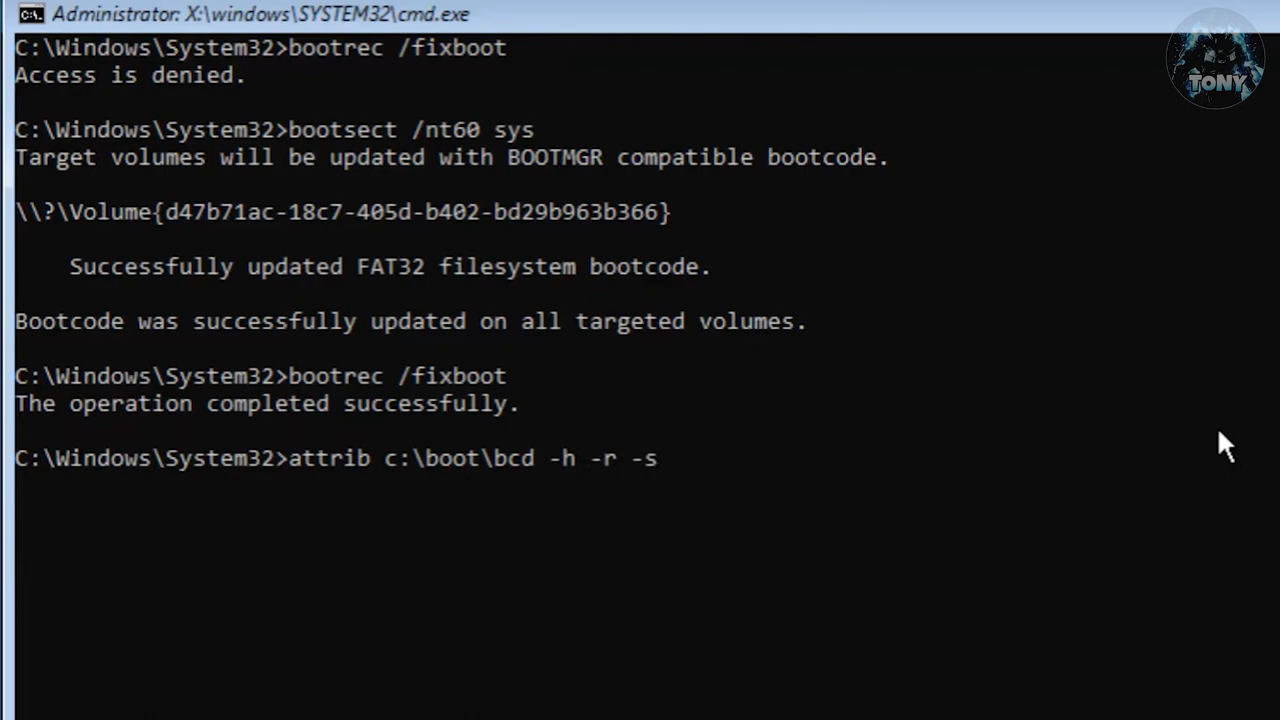 Administrator: X:\windows\SYSTEM32\cmd.exe
C:\Windows\System32>bootrec /fixboot
Access is denied.
C:\Windows\System32>bootsect /nt60 sys
Target volumes will be updated with BOOTMGR compatible bootcode.
\\?\Volume{d47b71ac-18c7-405d-b402-bd29b963b366}
Successfully updated FAT32 filesystem bootcode.
Bootcode was successfully updated on all targeted volumes.
C:\Windows\System32>bootrec /fixboot
The operation completed successfully.
C:\Windows\System32>attrib c:\boot\bcd -h -r -s
TONY